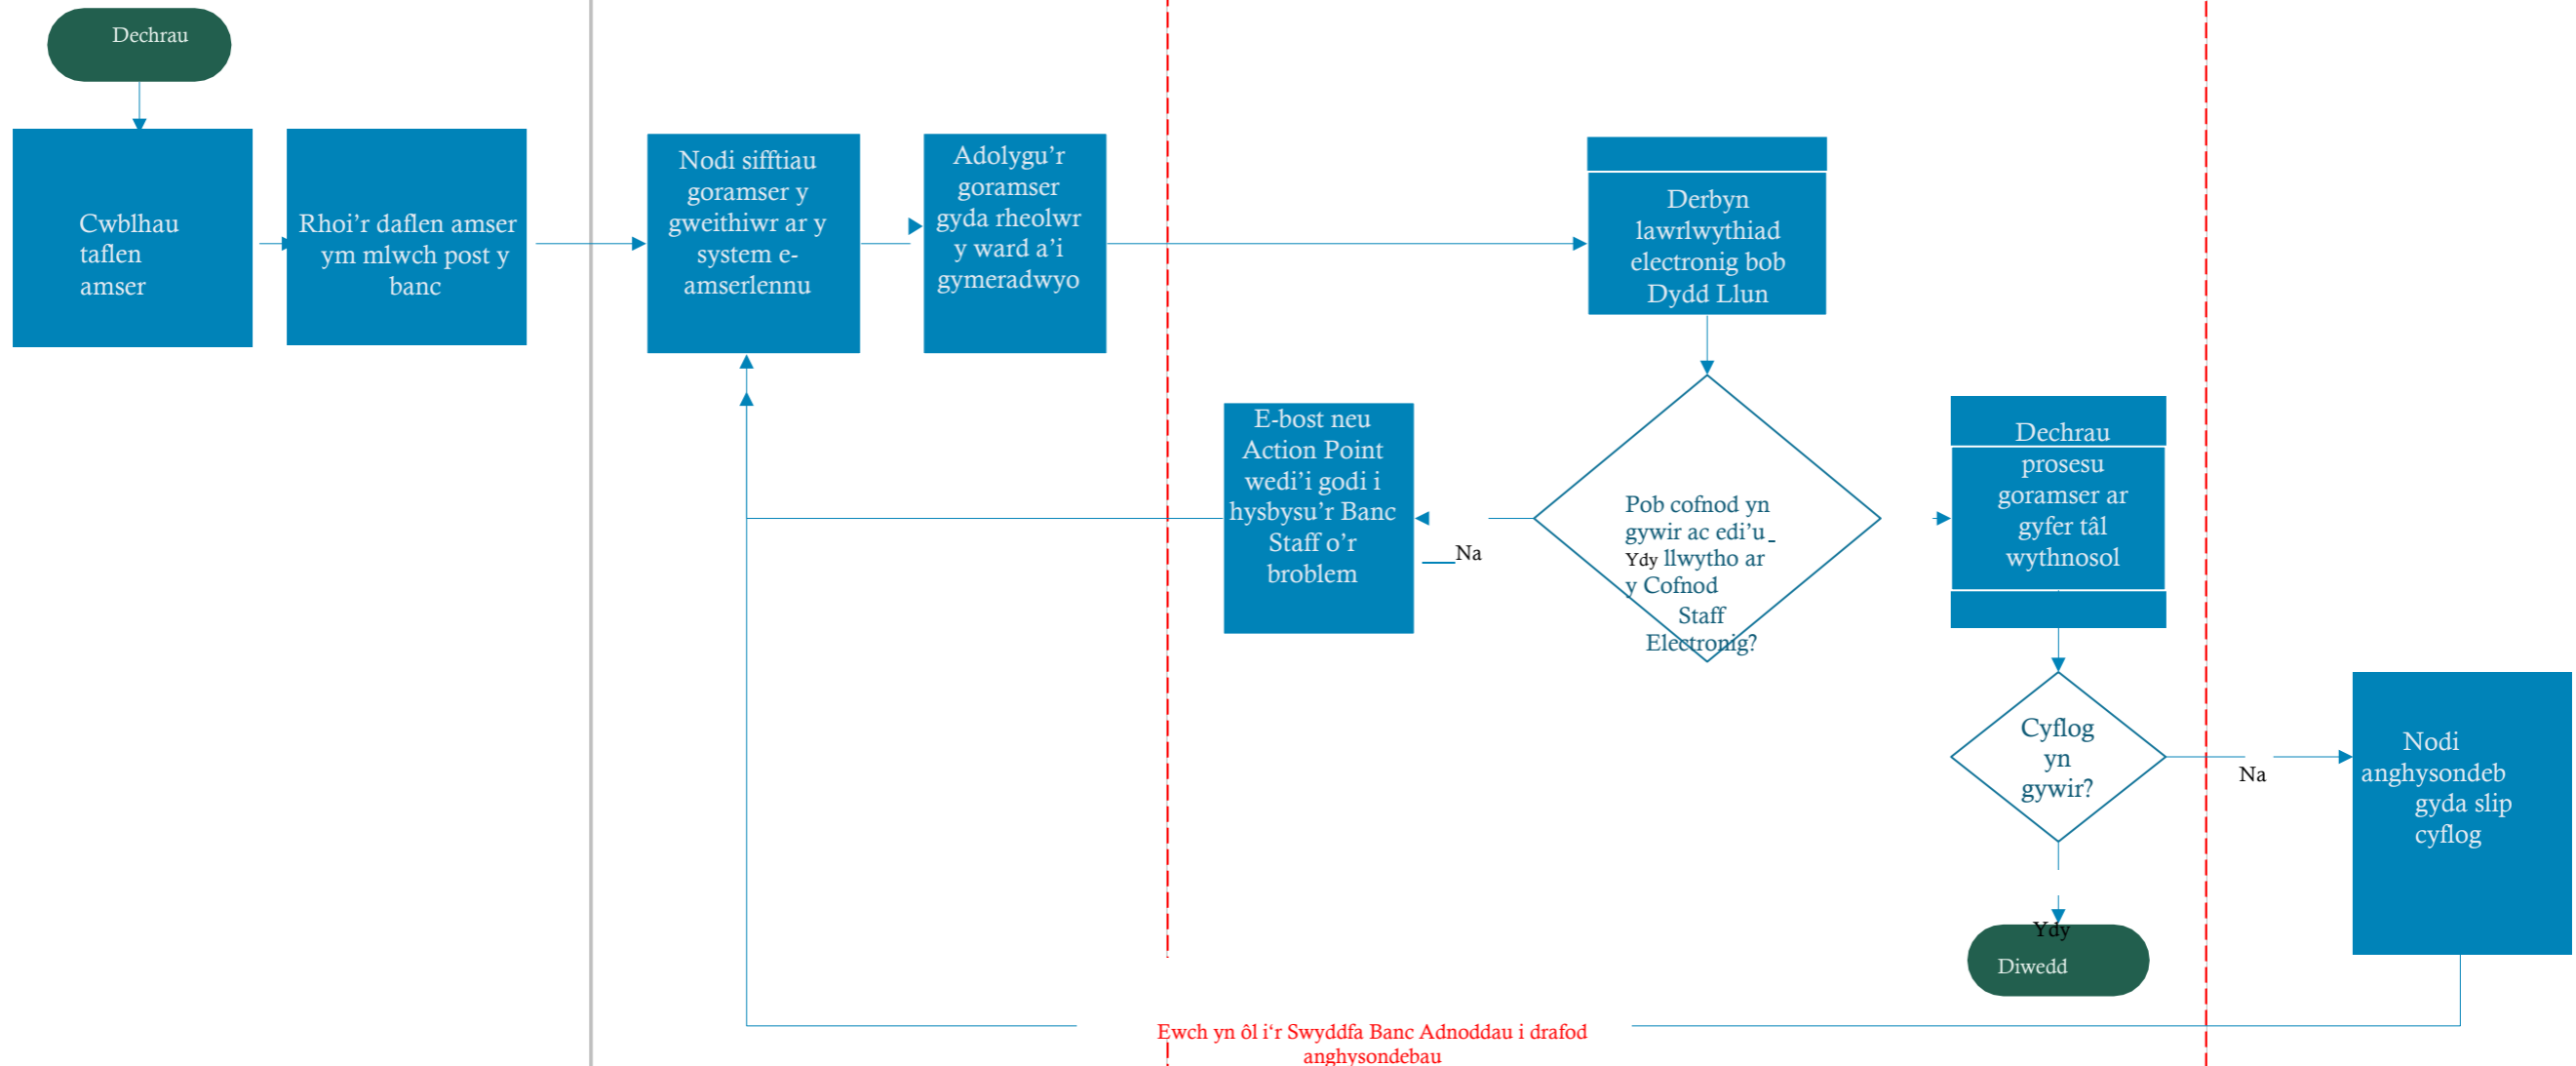 Dechrau
Cwblhau
taflen
amser
Rhoi’r daflen amser
ym mlwch post y
banc
Nodi sifftiau
goramser y
gweithiwr ar y
system e-
amserlennu
Adolygu’r
goramser
gyda rheolwr
y ward a’i
gymeradwyo
Derbyn
lawrlwythiad
electronig bob
Dydd Llun
E-bost neu
Action Point
wedi’i godi i
hysbysu’r Banc
Staff o’r
broblem
Na
Pob cofnod yn
gywir ac edi’u
Ydy llwytho ar
y Cofnod
Staff
Electronig?
Dechrau
prosesu
goramser ar
gyfer tâl
wythnosol
Cyflog
yn
gywir?
Na
Nodi
anghysondeb
gyda slip
cyflog
Ydy
Diwedd
Ewch yn ôl i‘r Swyddfa Banc Adnoddau i drafod
anghysondebau